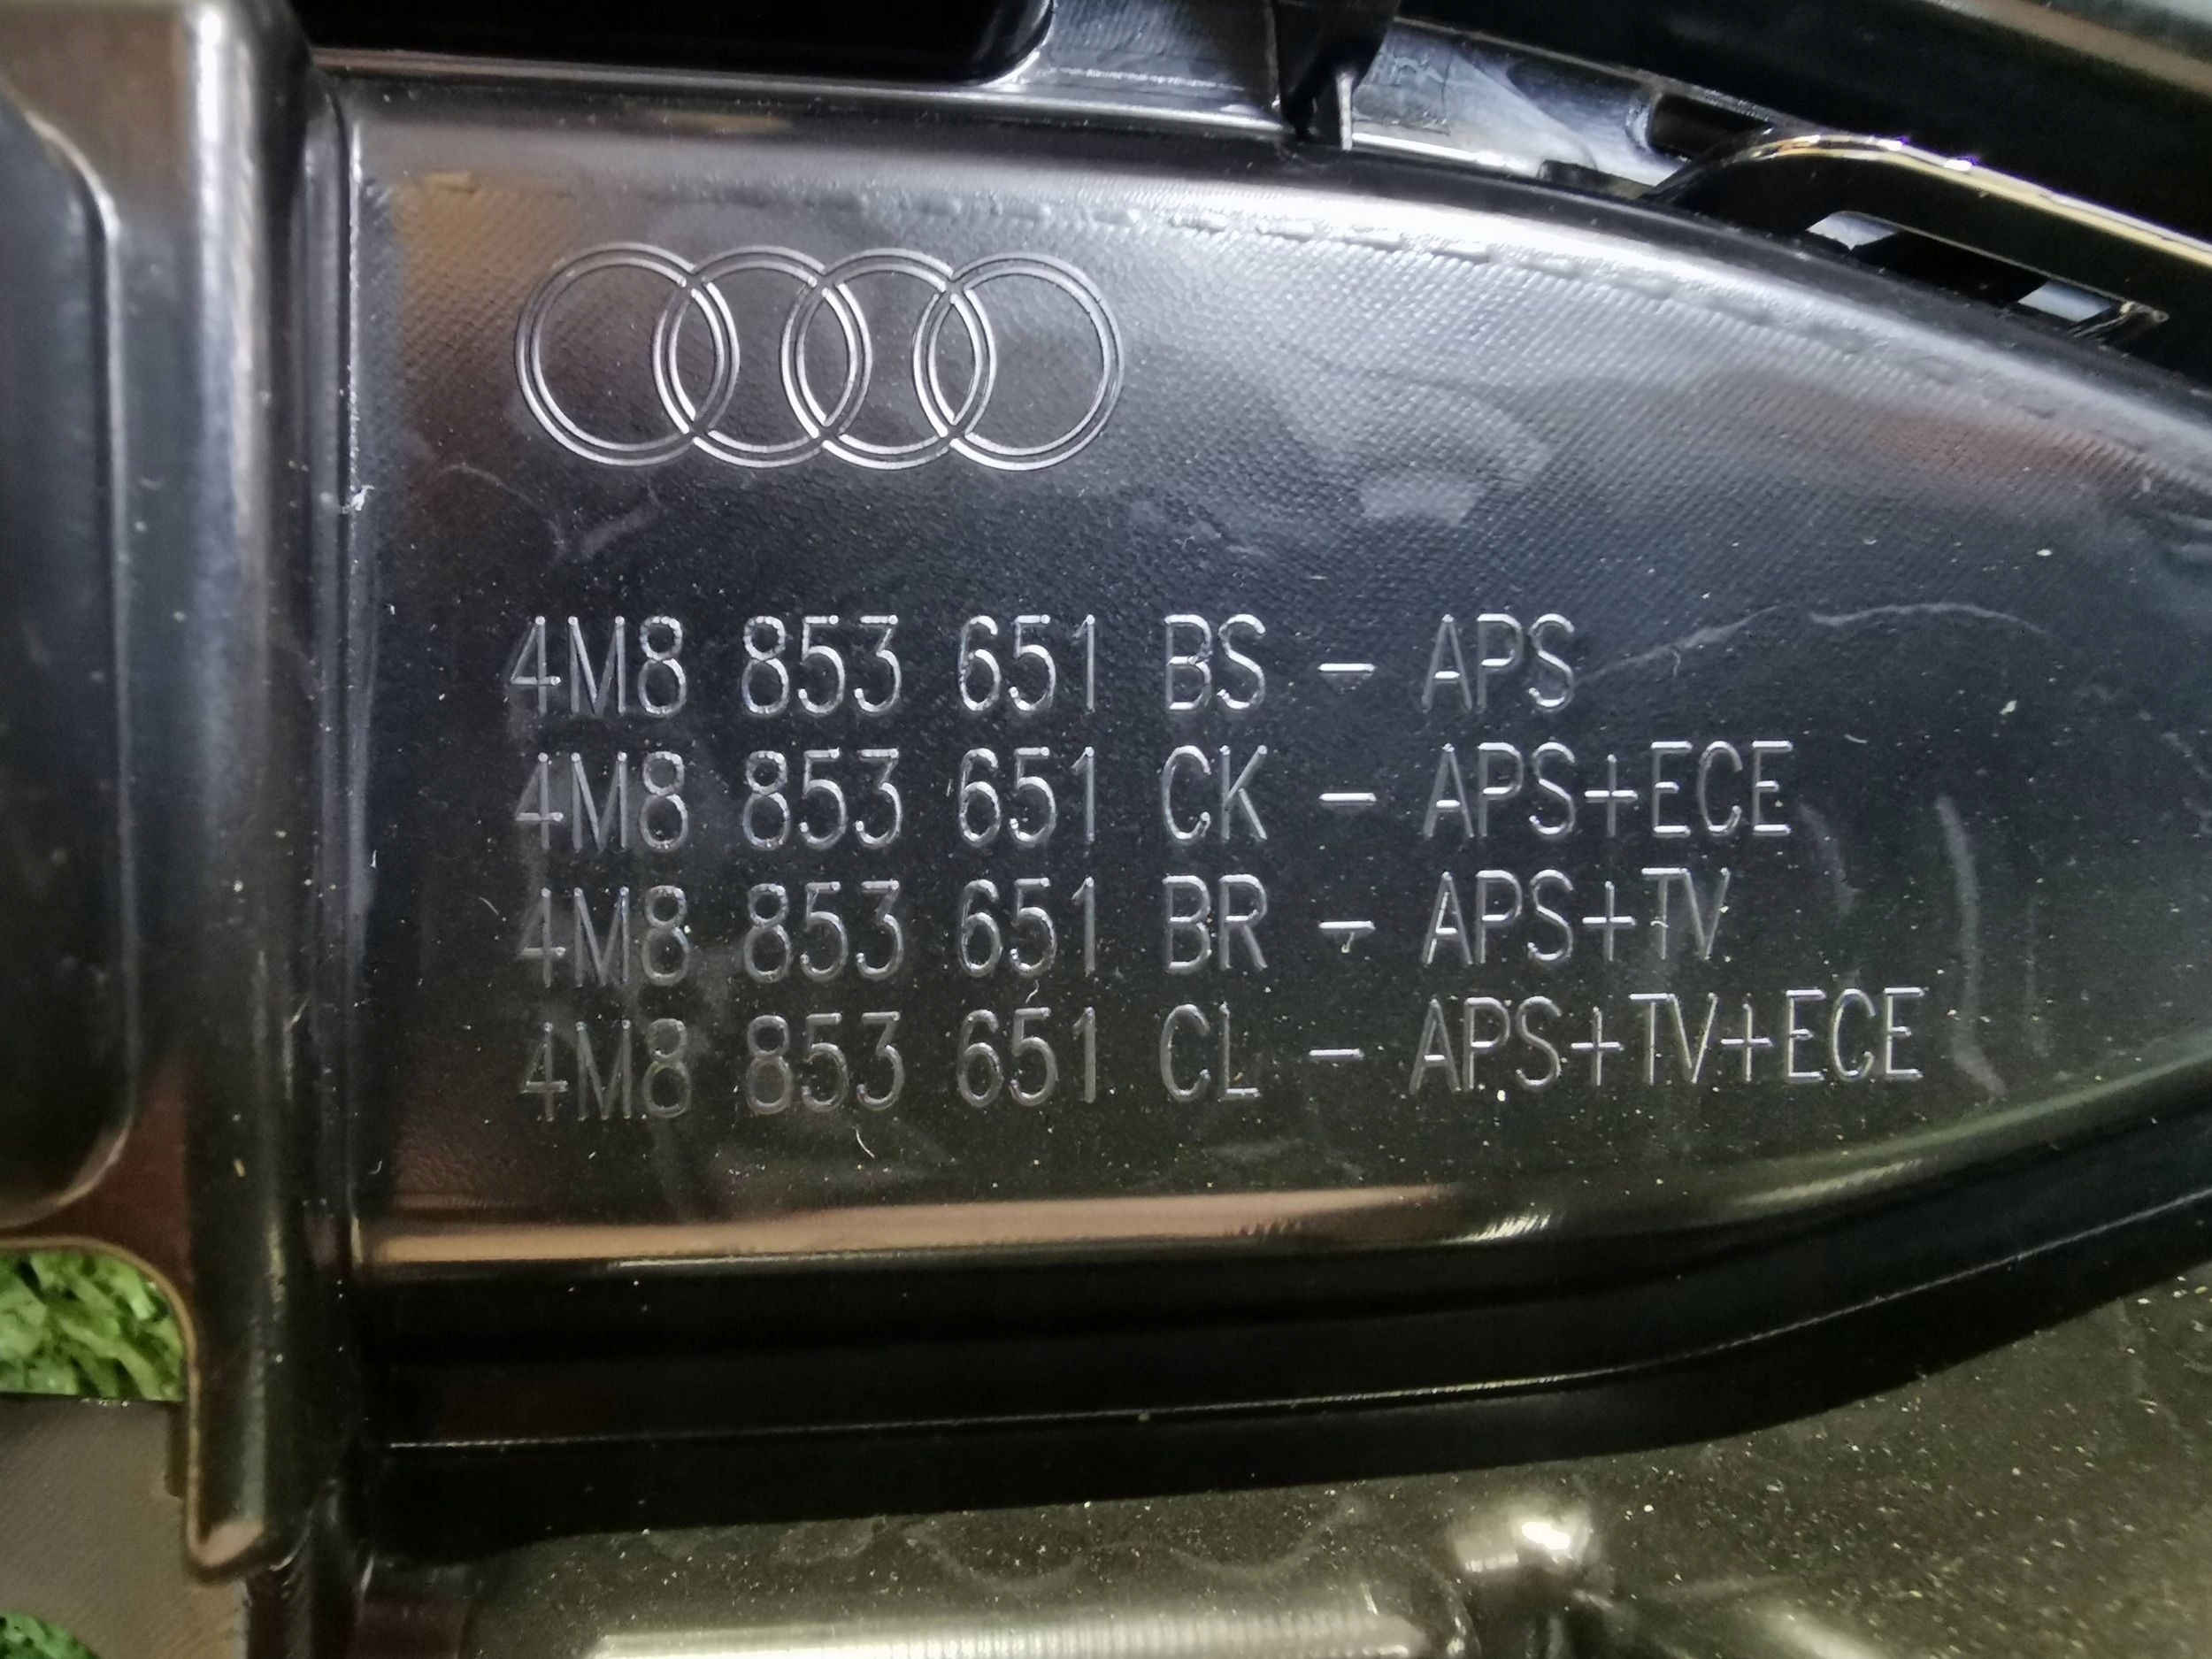 4M8 853 651 BS - APS
4M8 853 651 CK - APS+ECE
4M8 853 651 BR - APS+TV
4M8 853 651 CL - APS+TV+ECE